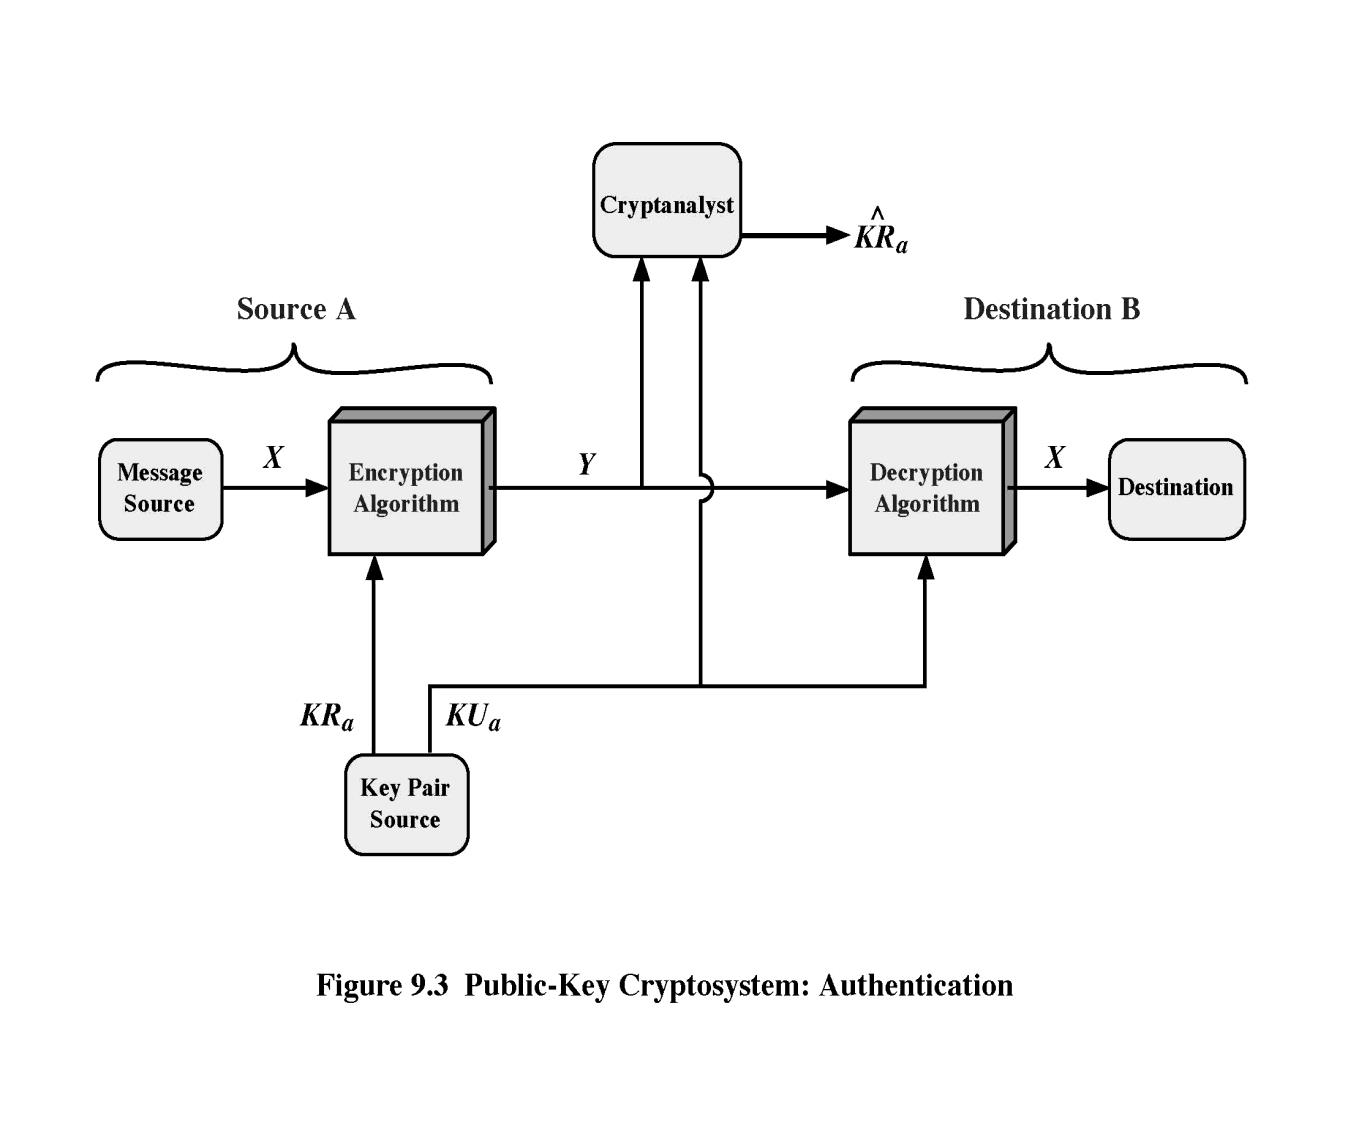 Cryptanalyst
K̂Rₐ
Source A
Destination B
Message
Source
X
Encryption
Algorithm
Y
Decryption
Algorithm
X
Destination
KRₐ
KUₐ
Key Pair
Source
Figure 9.3 Public-Key Cryptosystem: Authentication